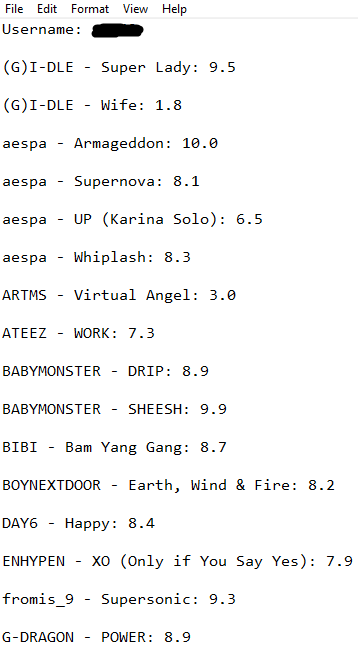 File Edit Format View Help
Username:
(G)I-DLE - Super Lady: 9.5
(G)I-DLE - Wife: 1.8
aespa - Armageddon: 10.0
aespa - Supernova: 8.1
aespa - UP (Karina Solo): 6.5
aespa - Whiplash: 8.3
ARTMS - Virtual Angel: 3.0
ATEEZ - WORK: 7.3
BABYMONSTER - DRIP: 8.9
BABYMONSTER - SHEESH: 9.9
BIBI - Bam Yang Gang: 8.7
BOYNEXTDOOR - Earth, Wind & Fire: 8.2
DAY6 - Happy: 8.4
ENHYPEN - XO (Only if You Say Yes): 7.9
fromis_9 - Supersonic: 9.3
G-DRAGON - POWER: 8.9